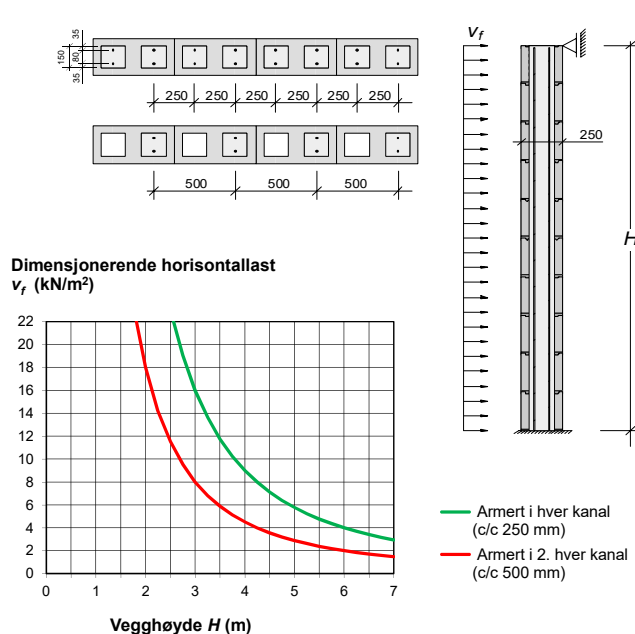 35
150
80
35
250 250 250 250 250 250
500 500 500
v_f
250
H
Dimensjonerende horisontallast
v_f (kN/m²)
22
20
18
16
14
12
10
8
6
4
2
0
0 1 2 3 4 5 6 7
Vegghøyde H (m)
Armert i hver kanal
(c/c 250 mm)
Armert i 2. hver kanal
(c/c 500 mm)